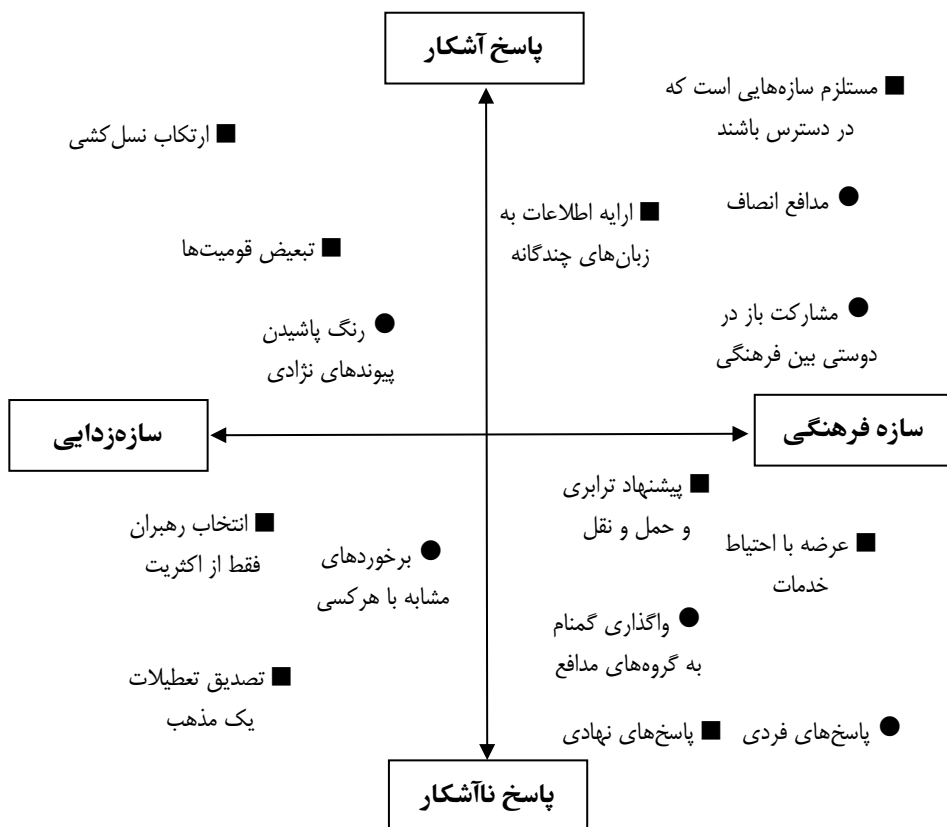 پاسخ آشکار
مستلزم سازه‌هایی است که
در دسترس باشند
ارتکاب نسل‌کشی
مدافع انصاف
ارایه اطلاعات به
زبان‌های چندگانه
تبعیض قومیت‌ها
مشارکت باز در
دوستی بین فرهنگی
رنگ پاشیدن
پیوندهای نژادی
سازه فرهنگی
سازه‌زدایی
پیشنهاد ترابری
و حمل و نقل
انتخاب رهبران
فقط از اکثریت
عرضه با احتیاط
خدمات
برخوردهای
مشابه با هرکسی
واگذاری گمنام
به گروه‌های مدافع
تصدیق تعطیلات
یک مذهب
پاسخ‌های فردی
پاسخ‌های نهادی
پاسخ ناآشکار